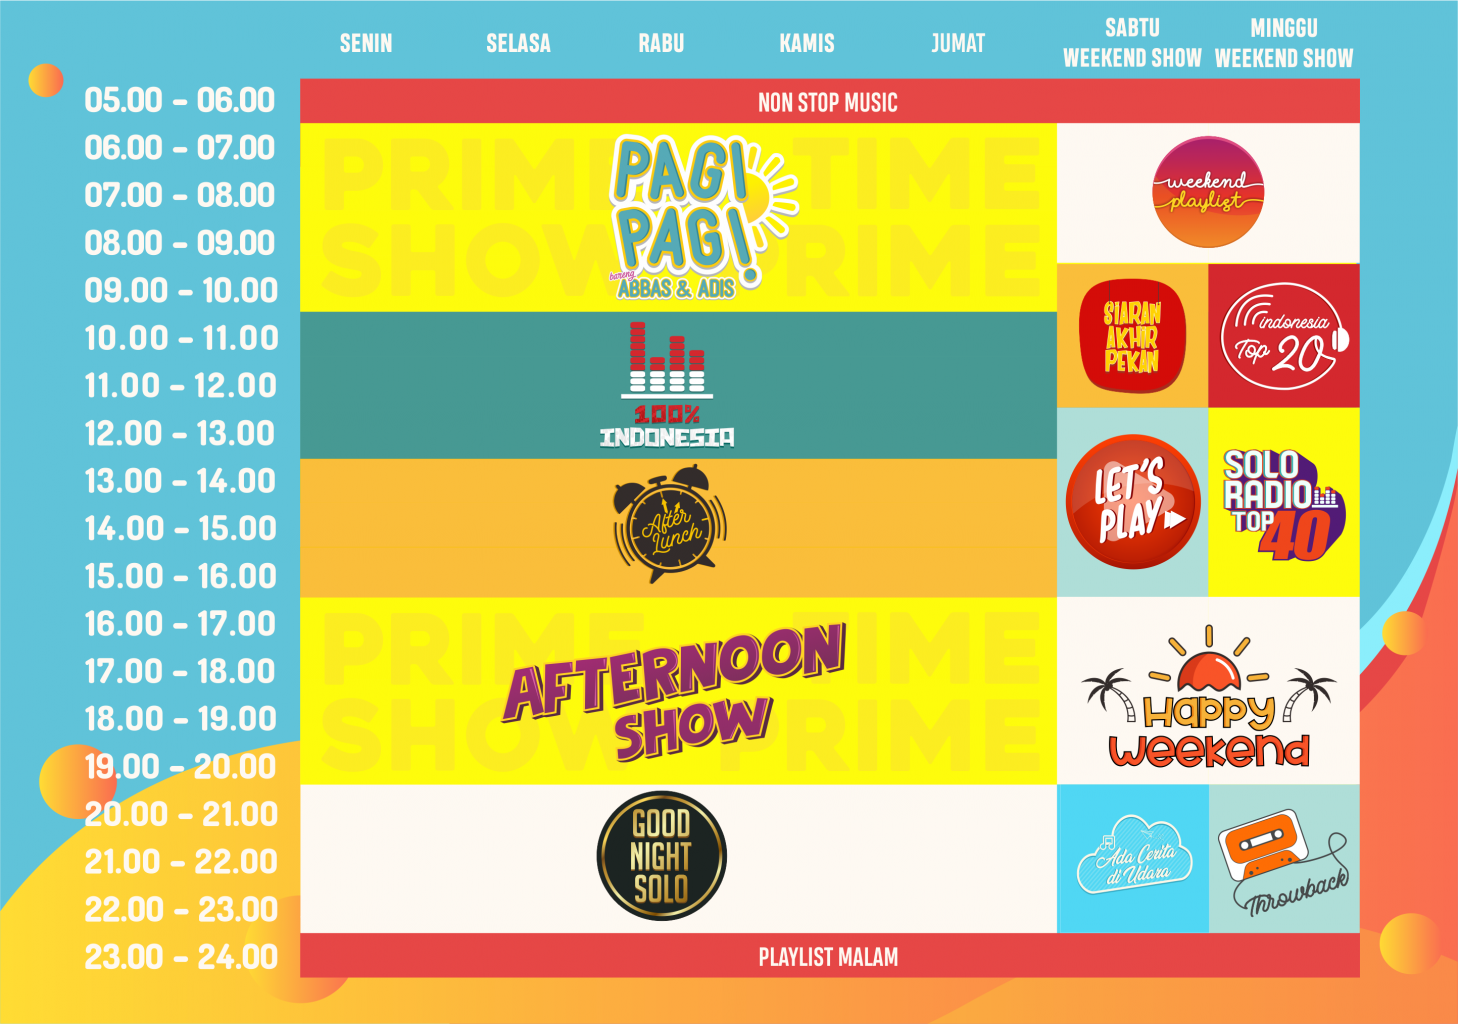 SENIN SELASA RABU KAMIS JUMAT SABTU WEEKEND SHOW MINGGU WEEKEND SHOW
05.00 - 06.00
NON STOP MUSIC
06.00 - 07.00
07.00 - 08.00
08.00 - 09.00
09.00 - 10.00
PRIME TIME
SHOW PRIME
PAGI
PAGI!
bareng
ABBAS & ADIS
weekend
playlist
10.00 - 11.00
11.00 - 12.00
12.00 - 13.00
100%
INDONESIA
SIARAN
AKHIR
PEKAN
indonesia
Top 20
13.00 - 14.00
14.00 - 15.00
15.00 - 16.00
After
Lunch
LET'S
PLAY
SOLO
RADIO
TOP
40
16.00 - 17.00
17.00 - 18.00
18.00 - 19.00
19.00 - 20.00
PRIME TIME
SHOW PRIME
AFTERNOON
SHOW
Happy
Weekend
20.00 - 21.00
21.00 - 22.00
22.00 - 23.00
GOOD
NIGHT
SOLO
Ada Cerita
di Udara
Throwback
23.00 - 24.00
PLAYLIST MALAM